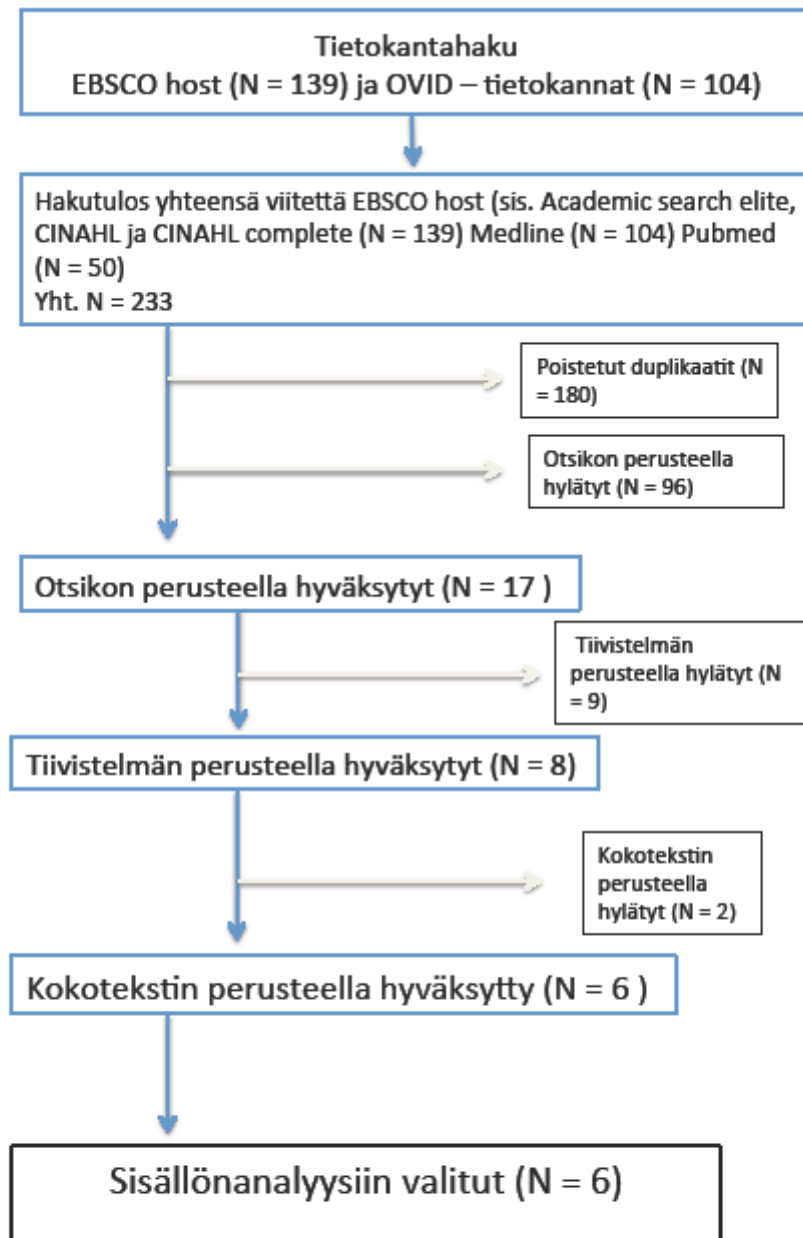 Tietokantahaku
EBSCO host (N = 139) ja OVID – tietokannat (N = 104)
Hakutulos yhteensä viitettä EBSCO host (sis. Academic search elite,
CINAHL ja CINAHL complete (N = 139) Medline (N = 104) Pubmed
(N = 50)
Yht. N = 233
Poistetut duplikaatit (N
= 180)
Otsikon perusteella
hylätyt (N = 96)
Otsikon perusteella hyväksytyt (N = 17 )
Tiivistelmän
perusteella hylätyt (N
= 9)
Tiivistelmän perusteella hyväksytyt (N = 8)
Kokotekstin
perusteella
hylätyt (N = 2)
Kokotekstin perusteella hyväksytty (N = 6 )
Sisällönanalyysiin valitut (N = 6)